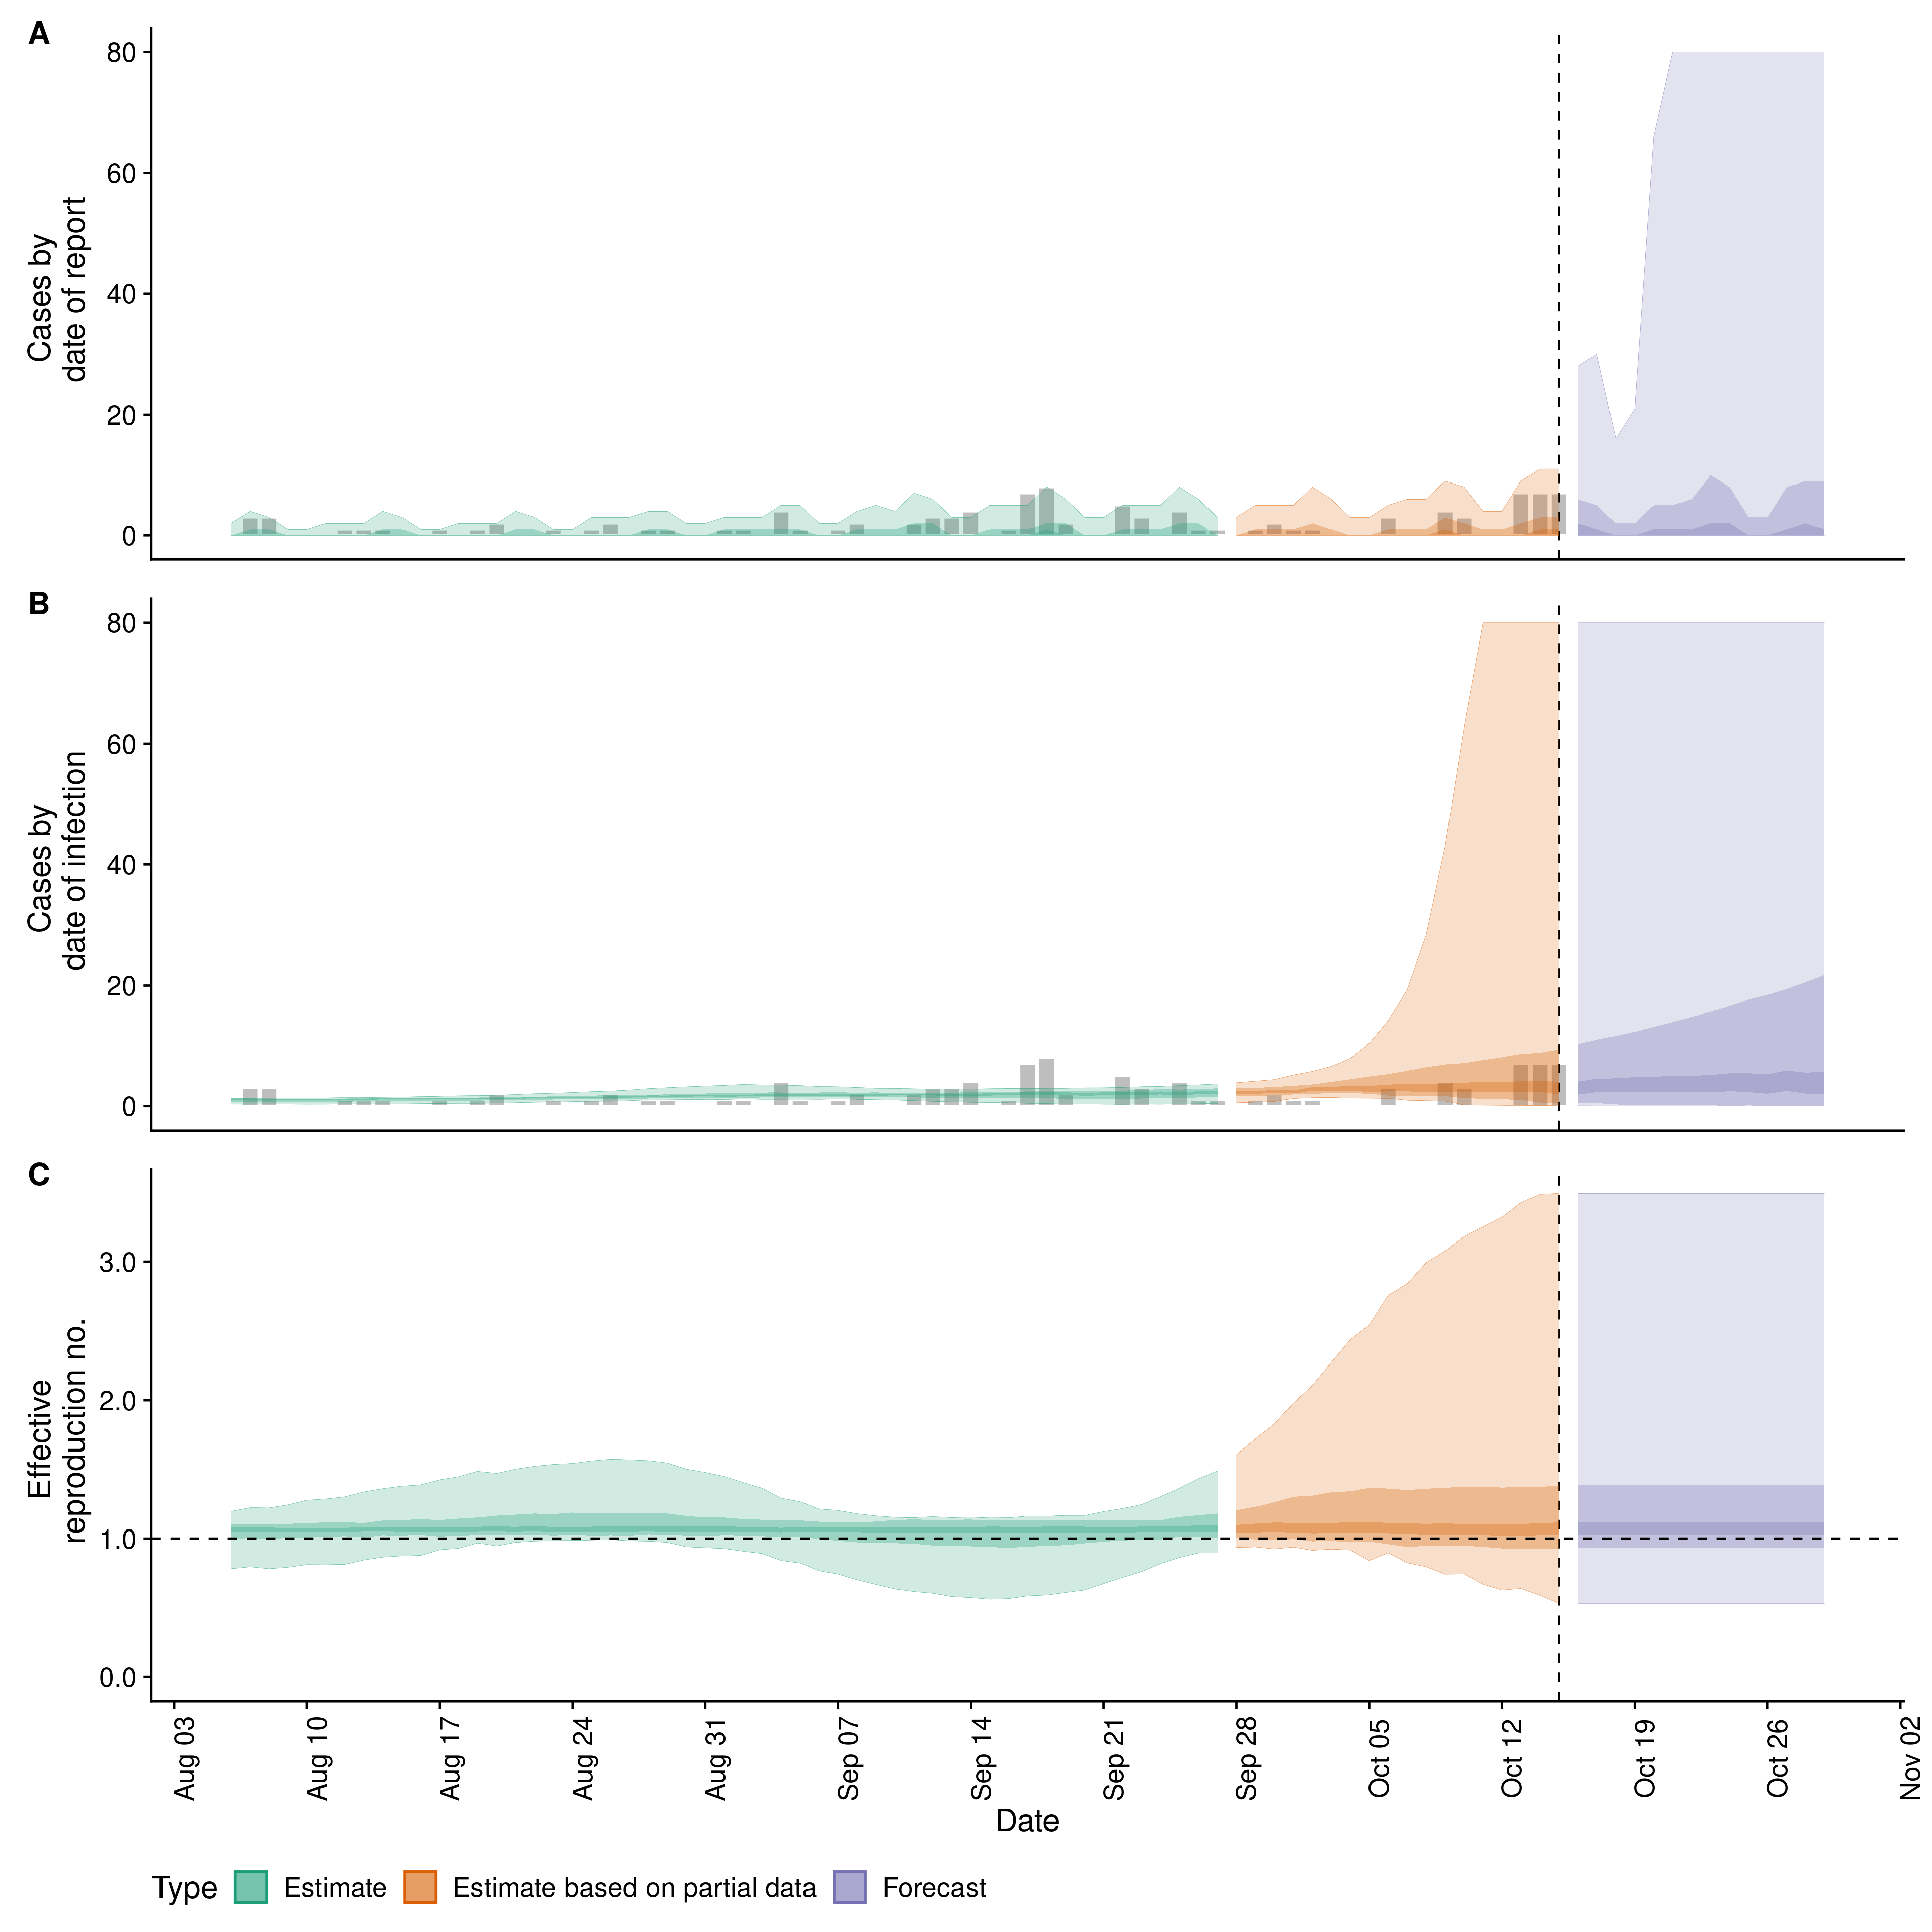 A
80
60
40
20
0
Cases by
date of report
B
80
60
40
20
0
Cases by
date of infection
C
3.0
2.0
1.0
0.0
Effective
reproduction no.
Aug 03
Aug 10
Aug 17
Aug 24
Aug 31
Sep 07
Sep 14
Sep 21
Sep 28
Oct 05
Oct 12
Oct 19
Oct 26
Nov 02
Date
Type Estimate Estimate based on partial data Forecast